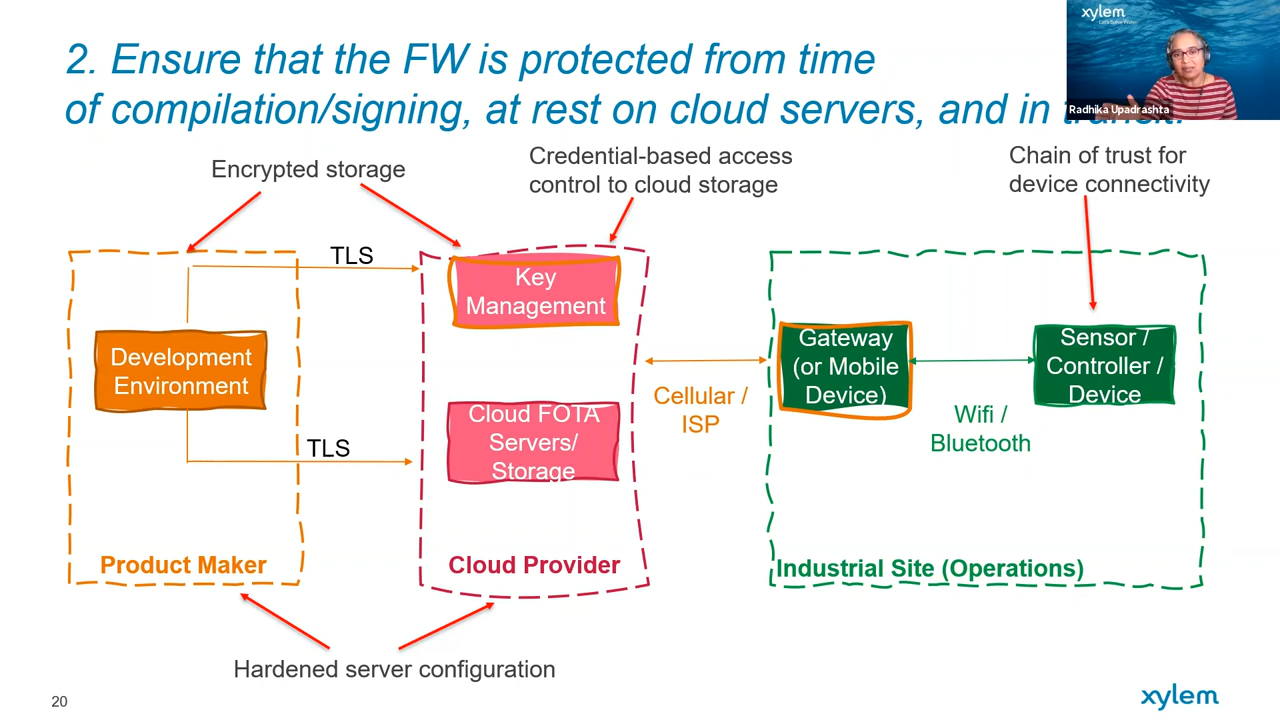 2. Ensure that the FW is protected from time
of compilation/signing, at rest on cloud servers, and in transit.
xylem
Radhika Upadrashta
Encrypted storage
Credential-based access
control to cloud storage
Chain of trust for
device connectivity
TLS
Key
Management
Development
Environment
Gateway
(or Mobile
Device)
Sensor /
Controller /
Device
Cellular /
ISP
Wifi /
Bluetooth
TLS
Cloud FOTA
Servers/
Storage
Product Maker
Cloud Provider
Industrial Site (Operations)
Hardened server configuration
20
xylem